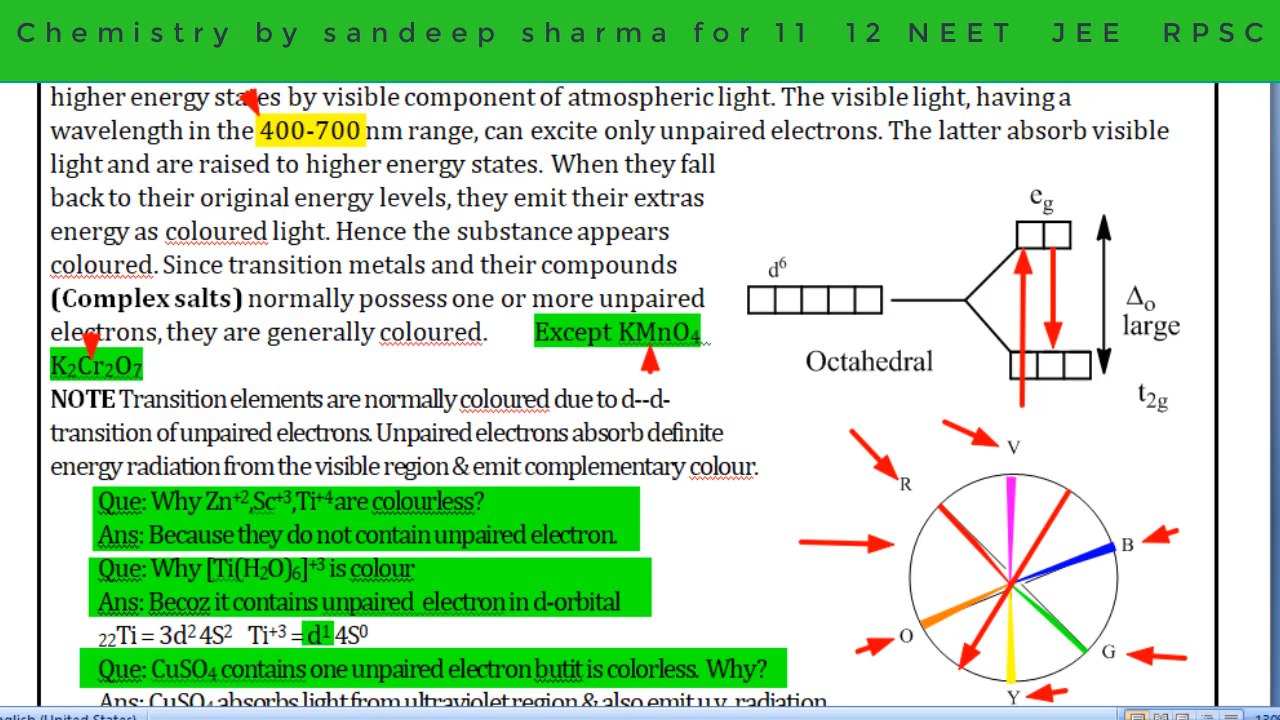 Chemistry by sandeep sharma for 11 12 NEET JEE RPSC
higher energy states by visible component of atmospheric light. The visible light, having a
wavelength in the 400-700 nm range, can excite only unpaired electrons. The latter absorb visible
light and are raised to higher energy states. When they fall
back to their original energy levels, they emit their extras
energy as coloured light. Hence the substance appears
coloured. Since transition metals and their compounds
(Complex salts) normally possess one or more unpaired
electrons, they are generally coloured. Except KMnO₄
K₂Cr₂O₇
NOTE Transition elements are normally coloured due to d--d-
transition of unpaired electrons. Unpaired electrons absorb definite
energy radiation from the visible region & emit complementary colour.
Que: Why Zn⁺²,Sc⁺³,Ti⁺⁴are colourless?
Ans: Because they do not contain unpaired electron.
Que: Why [Ti(H₂O)₆]⁺³ is colour
Ans: Becoz it contains unpaired electron in d-orbital
₂₂Ti = 3d² 4S² Ti⁺³ = d¹ 4S⁰
Que: CuSO₄ contains one unpaired electron butit is colorless. Why?
Ans: CuSO₄ absorbs light from ultraviolet region & also emit u.v. radiation
e_g
d⁶
Δₒ
large
Octahedral
t₂g
V
R
B
O
G
Y
English (United States)